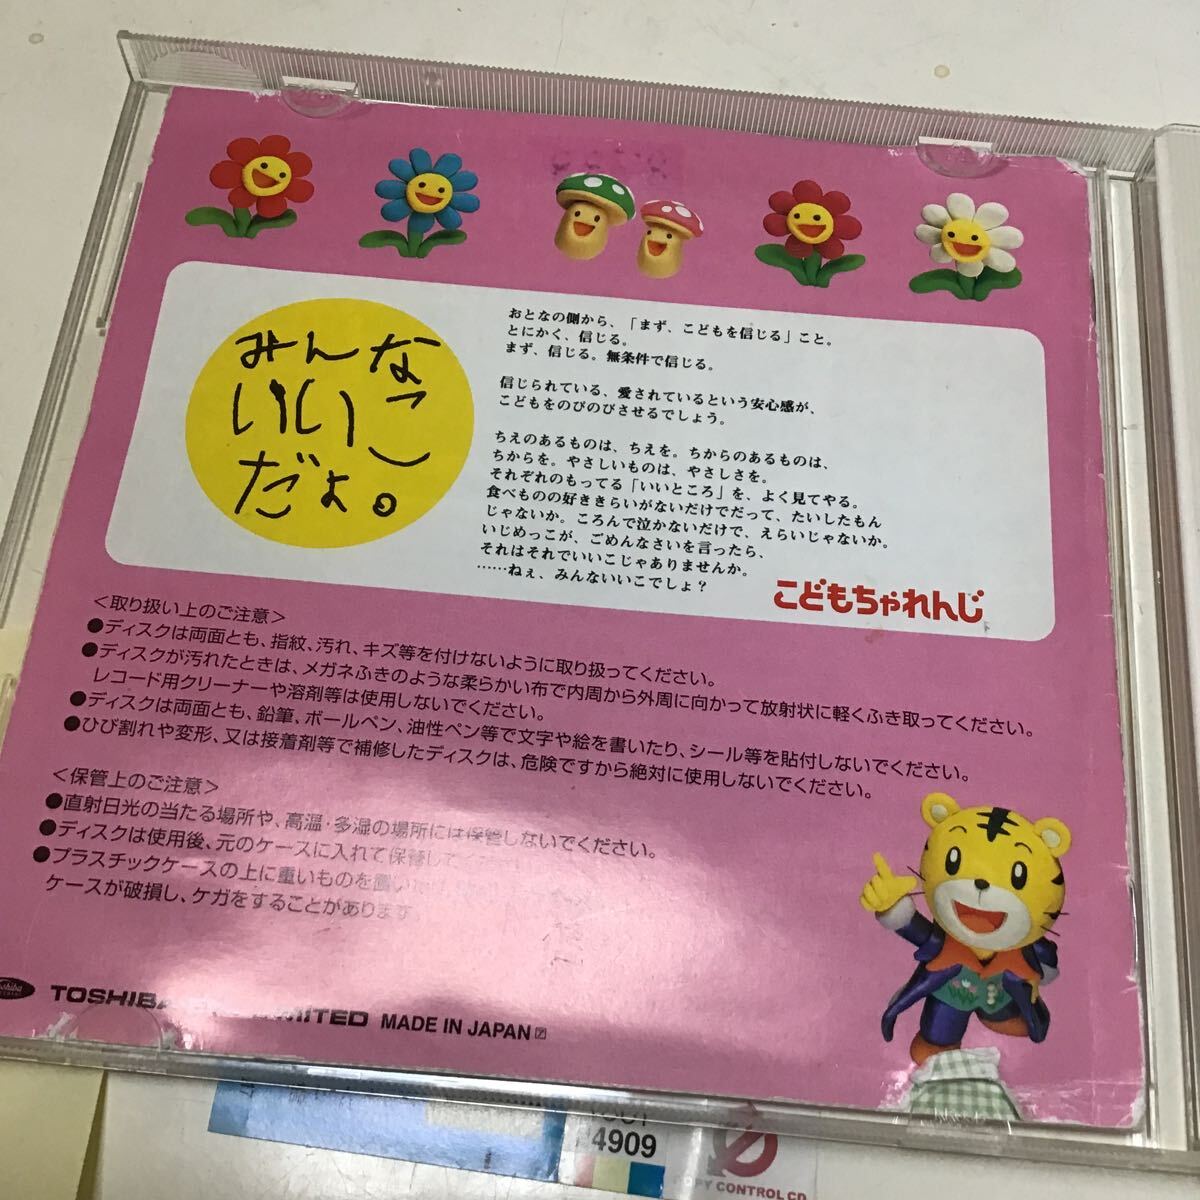 みんな
いいこ
だよ。
おとなの側から、「まず、こどもを信じる」こと。
とにかく、信じる。
まず、信じる。無条件で信じる。
信じられている、愛されているという安心感が、
こどもをのびのびさせるでしょう。
ちえのあるものは、ちえを。ちからのあるものは、
ちからを。やさしいものは、やさしさを。
それぞれのもってる「いいところ」を、よく見てやる。
食べものの好ききらいがないだけでだって、たいしたもん
じゃないか。ころんで泣かないだけで、えらいじゃないか。
いじめっこが、ごめんなさいを言ったら、
それはそれでいいこじゃありませんか。
……ねぇ、みんないいこでしょ？
こどもちゃれんじ
＜取り扱い上のご注意＞
●ディスクは両面とも、指紋、汚れ、キズ等を付けないように取り扱ってください。
●ディスクが汚れたときは、メガネふきのような柔らかい布で内周から外周に向かって放射状に軽くふき取ってください。
レコード用クリーナーや溶剤等は使用しないでください。
●ディスクは両面とも、鉛筆、ボールペン、油性ペン等で文字や絵を書いたり、シール等を貼付しないでください。
●ひび割れや変形、又は接着剤等で補修したディスクは、危険ですから絶対に使用しないでください。
＜保管上のご注意＞
●直射日光の当たる場所や、高温・多湿の場所には保管しないでください。
●ディスクは使用後、元のケースに入れて保管して
●プラスチックケースの上に重いものを置い
ケースが破損し、ケガをすることがあります
TOSHIBA LIMITED MADE IN JAPAN
4909
COPY CONTROL CD